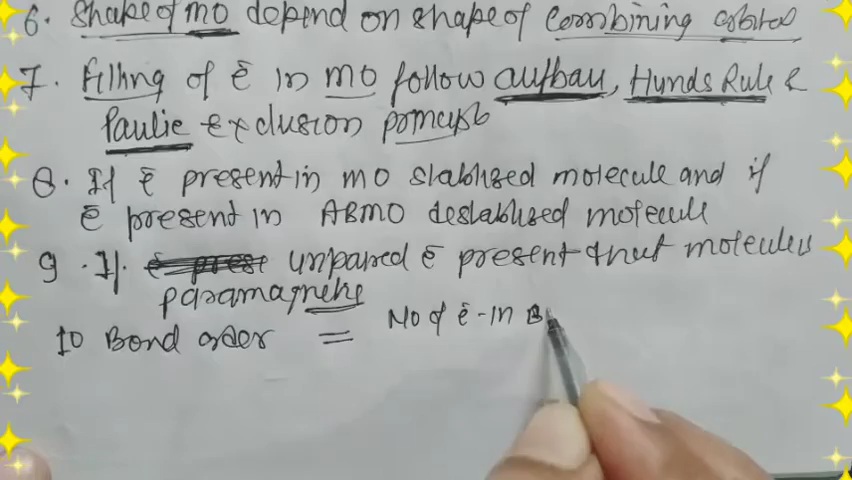 6. Shape of MO depend on shape of Combining orbitals
7. Filling of ē in MO follow aufbau, Hunds Rule &
Paulie exclusion principle
8. If ē present in MO stablised molecule and if
ē present in ABMO destablised molecule
9. If unpaired ē present that molecules
paramagnetic
10 Bond order = No of ē-in B